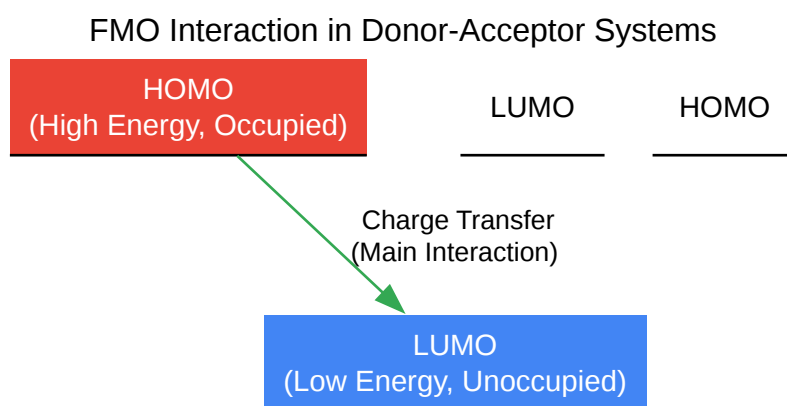 FMO Interaction in Donor-Acceptor Systems
HOMO
(High Energy, Occupied)
LUMO
HOMO
Charge Transfer
(Main Interaction)
LUMO
(Low Energy, Unoccupied)